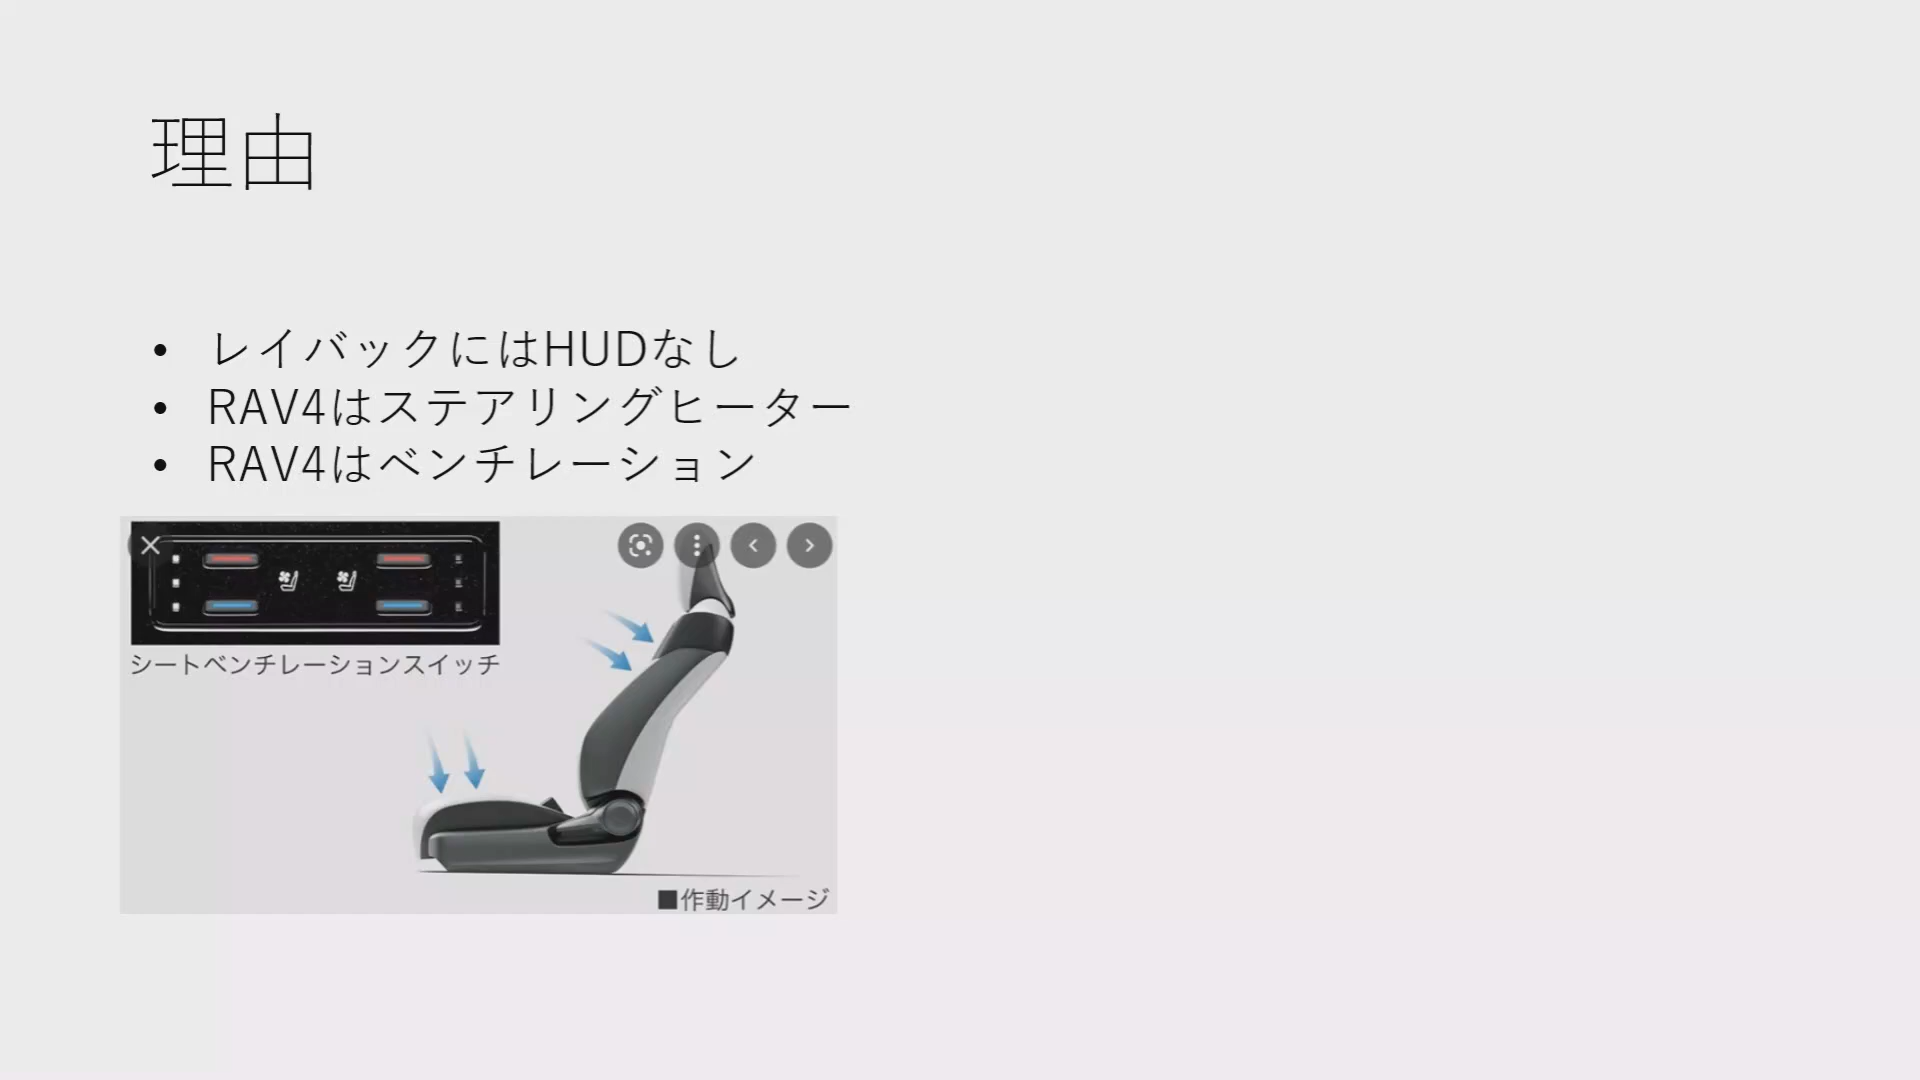 理由
• レイバックにはHUDなし
• RAV4はステアリングヒーター
• RAV4はベンチレーション
シートベンチレーションスイッチ
■作動イメージ